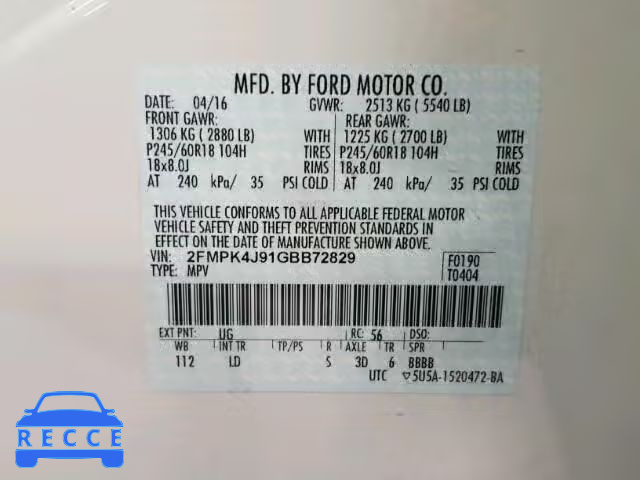 MFD. BY FORD MOTOR CO.
DATE: 04/16 GVWR: 2513 KG ( 5540 LB)
FRONT GAWR: REAR GAWR:
1306 KG ( 2880 LB) WITH 1225 KG ( 2700 LB) WITH
P245/60R18 104H TIRES P245/60R18 104H TIRES
18x8.0J RIMS 18x8.0J RIMS
AT 240 kPa/ 35 PSI COLD AT 240 kPa/ 35 PSI COLD
THIS VEHICLE CONFORMS TO ALL APPLICABLE FEDERAL MOTOR
VEHICLE SAFETY AND THEFT PREVENTION STANDARDS IN
EFFECT ON THE DATE OF MANUFACTURE SHOWN ABOVE.
VIN: 2FMPK4J91GBB72829 F0190
TYPE: MPV T0404
EXT PNT: UG RC: 56 DSO:
WB INT TR TP/PS R AXLE TR SPR
112 LD S 3D 6 BBBB
UTC ▽5U5A-1520472-BA
RECCE